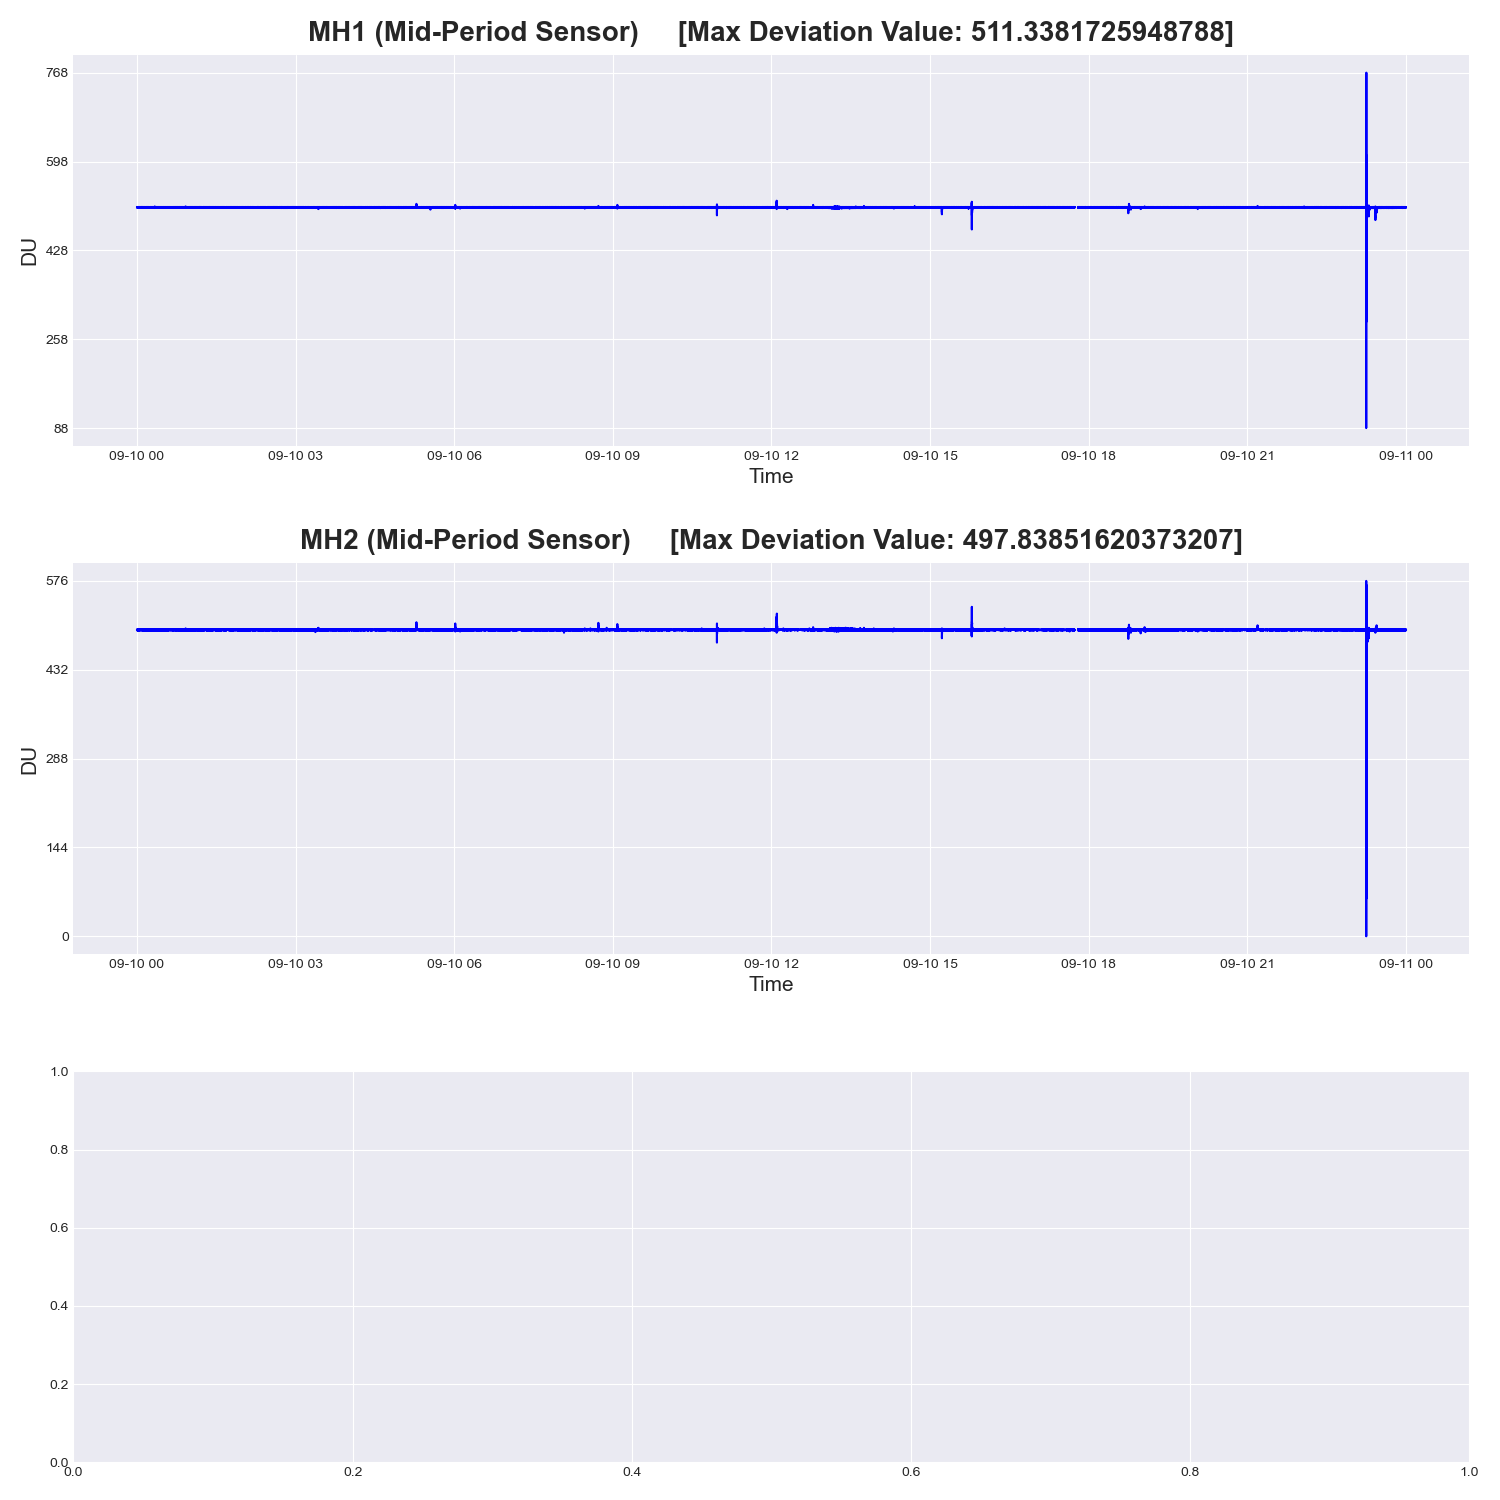 MH1 (Mid-Period Sensor)     [Max Deviation Value: 511.3381725948788]
768
598
428
258
88
DU
09-10 00 09-10 03 09-10 06 09-10 09 09-10 12 09-10 15 09-10 18 09-10 21 09-11 00
Time
MH2 (Mid-Period Sensor)     [Max Deviation Value: 497.83851620373207]
576
432
288
144
0
DU
09-10 00 09-10 03 09-10 06 09-10 09 09-10 12 09-10 15 09-10 18 09-10 21 09-11 00
Time
1.0
0.8
0.6
0.4
0.2
0.0
0.0 0.2 0.4 0.6 0.8 1.0